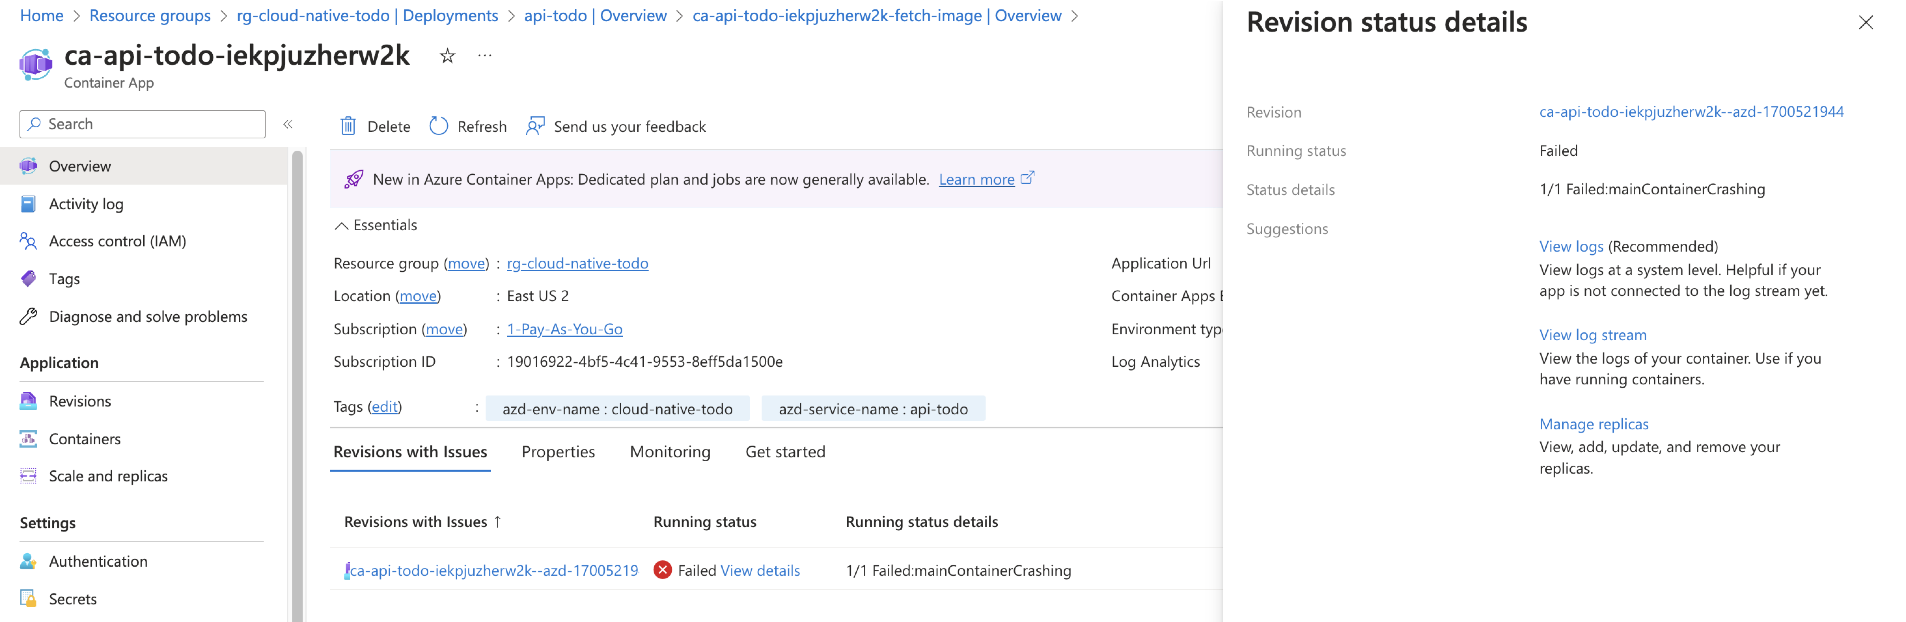 Home > Resource groups > rg-cloud-native-todo | Deployments > api-todo | Overview > ca-api-todo-iekpjuzherw2k-fetch-image | Overview >
ca-api-todo-iekpjuzherw2k
Container App
Search
Overview
Activity log
Access control (IAM)
Tags
Diagnose and solve problems
Application
Revisions
Containers
Scale and replicas
Settings
Authentication
Secrets
Delete Refresh Send us your feedback
New in Azure Container Apps: Dedicated plan and jobs are now generally available. Learn more
Essentials
Resource group (move) : rg-cloud-native-todo
Location (move) : East US 2
Subscription (move) : 1-Pay-As-You-Go
Subscription ID : 19016922-4bf5-4c41-9553-8eff5da1500e
Application Url
Container Apps E
Environment typ
Log Analytics
Tags (edit) : azd-env-name : cloud-native-todo azd-service-name : api-todo
Revisions with Issues Properties Monitoring Get started
Revisions with Issues ↑ Running status Running status details
ca-api-todo-iekpjuzherw2k--azd-17005219 Failed View details 1/1 Failed:mainContainerCrashing
Revision status details
Revision ca-api-todo-iekpjuzherw2k--azd-1700521944
Running status Failed
Status details 1/1 Failed:mainContainerCrashing
Suggestions
View logs (Recommended)
View logs at a system level. Helpful if your
app is not connected to the log stream yet.
View log stream
View the logs of your container. Use if you
have running containers.
Manage replicas
View, add, update, and remove your
replicas.